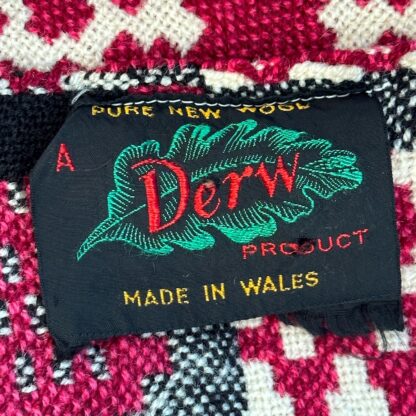 PURE NEW WOOL
A
Derw
PRODUCT
MADE IN WALES